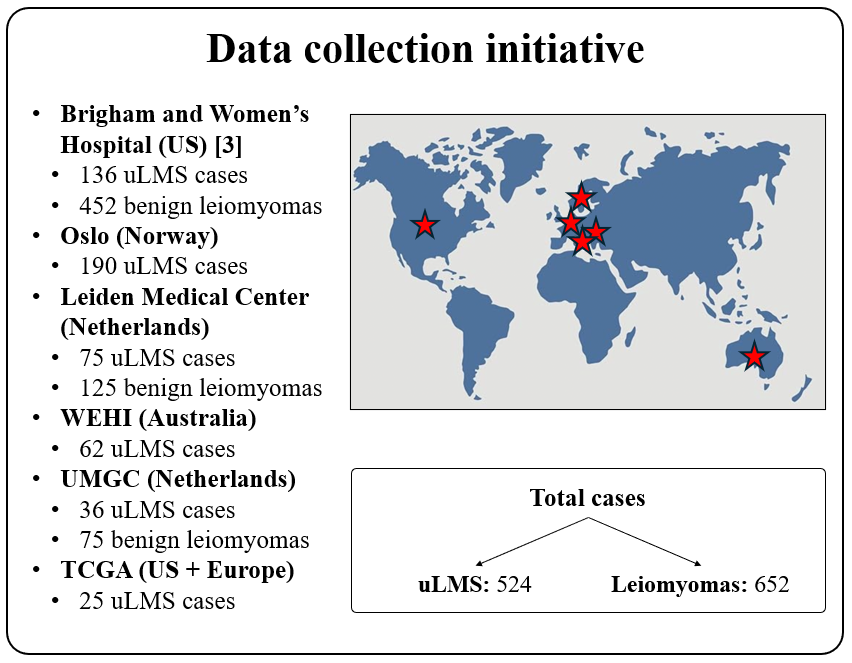 Data collection initiative
• Brigham and Women’s
Hospital (US) [3]
• 136 uLMS cases
• 452 benign leiomyomas
• Oslo (Norway)
• 190 uLMS cases
• Leiden Medical Center
(Netherlands)
• 75 uLMS cases
• 125 benign leiomyomas
• WEHI (Australia)
• 62 uLMS cases
• UMGC (Netherlands)
• 36 uLMS cases
• 75 benign leiomyomas
• TCGA (US + Europe)
• 25 uLMS cases
Total cases
uLMS: 524
Leiomyomas: 652